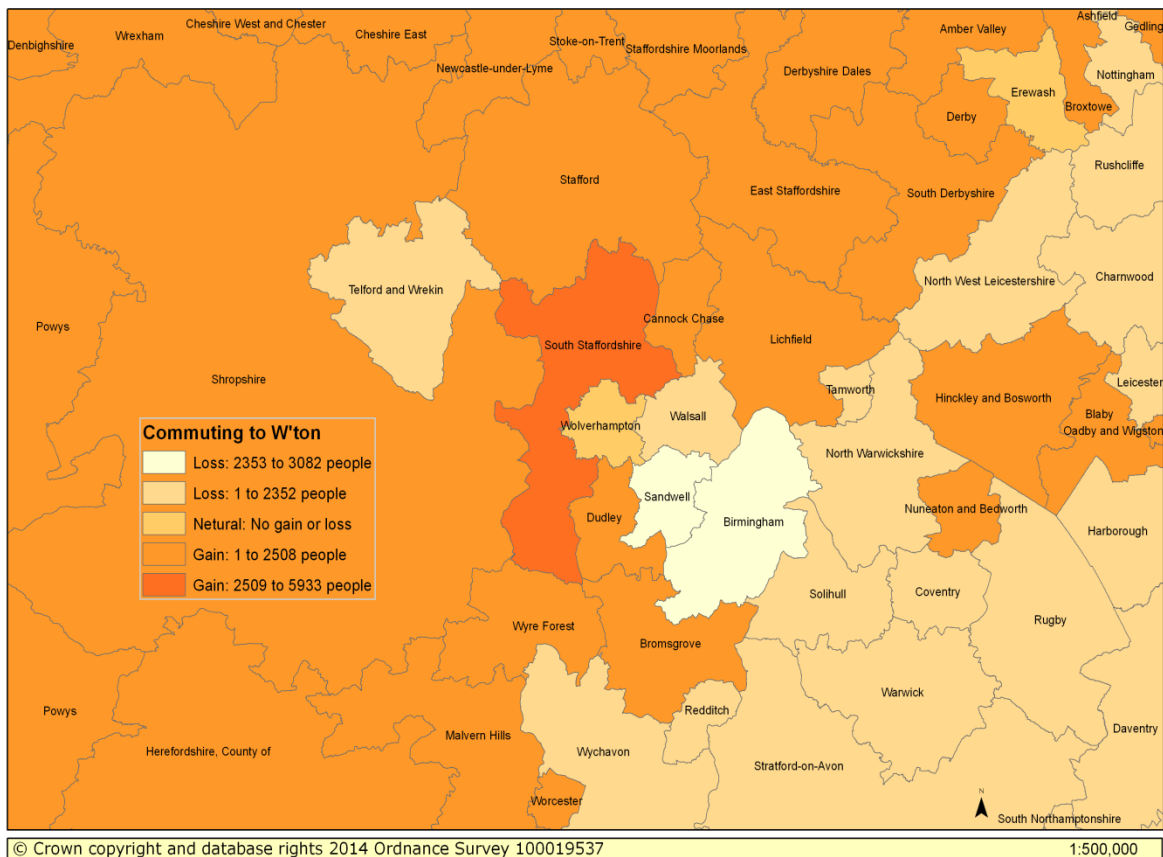 Cheshire West and Chester
Ashfield
Denbighshire
Wrexham
Cheshire East
Stoke-on-Trent
Staffordshire Moorlands
Amber Valley
Gedling
Newcastle-under-Lyme
Derbyshire Dales
Nottingham
Erewash
Broxtowe
Derby
Rushcliffe
Stafford
East Staffordshire
South Derbyshire
Telford and Wrekin
North West Leicestershire
Charnwood
Powys
Cannock Chase
South Staffordshire
Lichfield
Shropshire
Tamworth
Leicester
Hinckley and Bosworth
Walsall
Blaby
Wolverhampton
Oadby and Wigston
North Warwickshire
Commuting to W'ton
Loss: 2353 to 3082 people
Loss: 1 to 2352 people
Netural: No gain or loss
Gain: 1 to 2508 people
Gain: 2509 to 5933 people
Sandwell
Nuneaton and Bedworth
Dudley
Birmingham
Harborough
Solihull
Coventry
Rugby
Wyre Forest
Bromsgrove
Warwick
Powys
Redditch
Daventry
Malvern Hills
Herefordshire, County of
Wychavon
Stratford-on-Avon
N
Worcester
South Northamptonshire
© Crown copyright and database rights 2014 Ordnance Survey 100019537
1:500,000